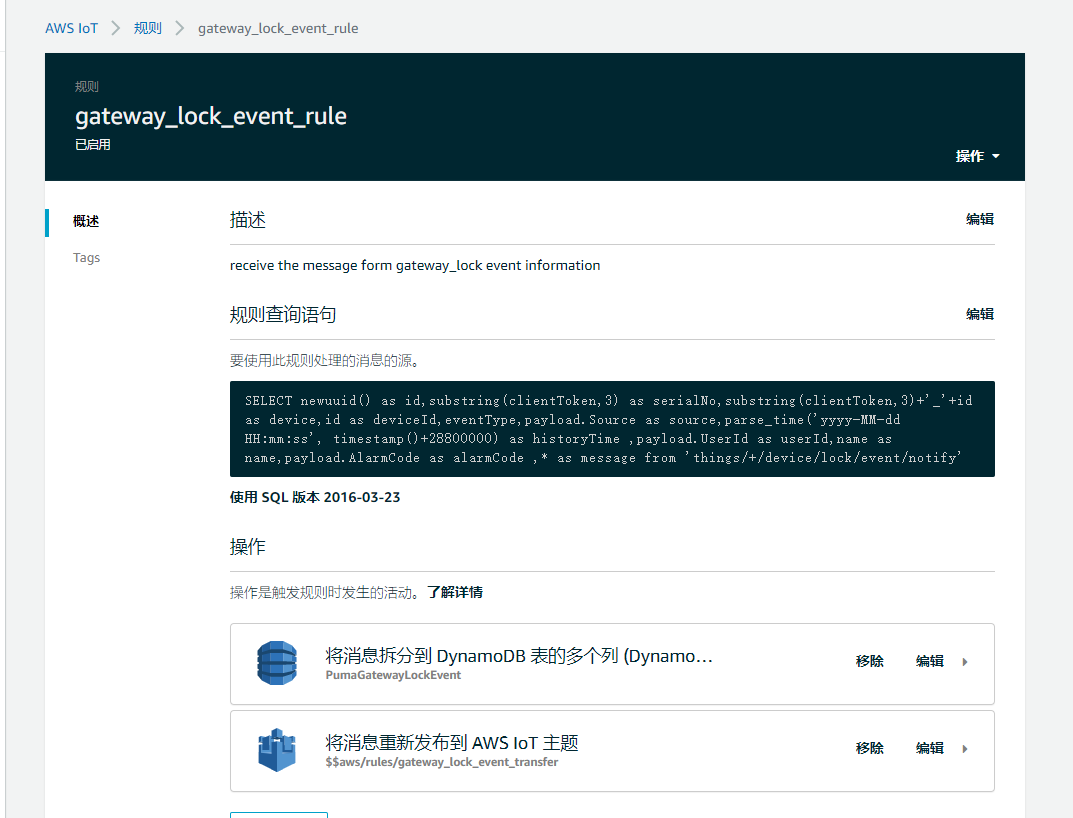 AWS IoT > 规则 > gateway_lock_event_rule
规则
gateway_lock_event_rule
已启用
操作
概述
Tags
描述 编辑
receive the message form gateway_lock event information
规则查询语句 编辑
要使用此规则处理的消息的源。
SELECT newuuid() as id,substring(clientToken,3) as serialNo,substring(clientToken,3)+'_'+id
as device,id as deviceId,eventType,payload.Source as source,parse_time('yyyy-MM-dd
HH:mm:ss', timestamp()+28800000) as historyTime ,payload.UserId as userId,name as
name,payload.AlarmCode as alarmCode ,* as message from 'things/+/device/lock/event/notify'
使用 SQL 版本 2016-03-23
操作
操作是触发规则时发生的活动。了解详情
将消息拆分到 DynamoDB 表的多个列 (Dynamo… 移除 编辑
PumaGatewayLockEvent
将消息重新发布到 AWS IoT 主题 移除 编辑
$$aws/rules/gateway_lock_event_transfer